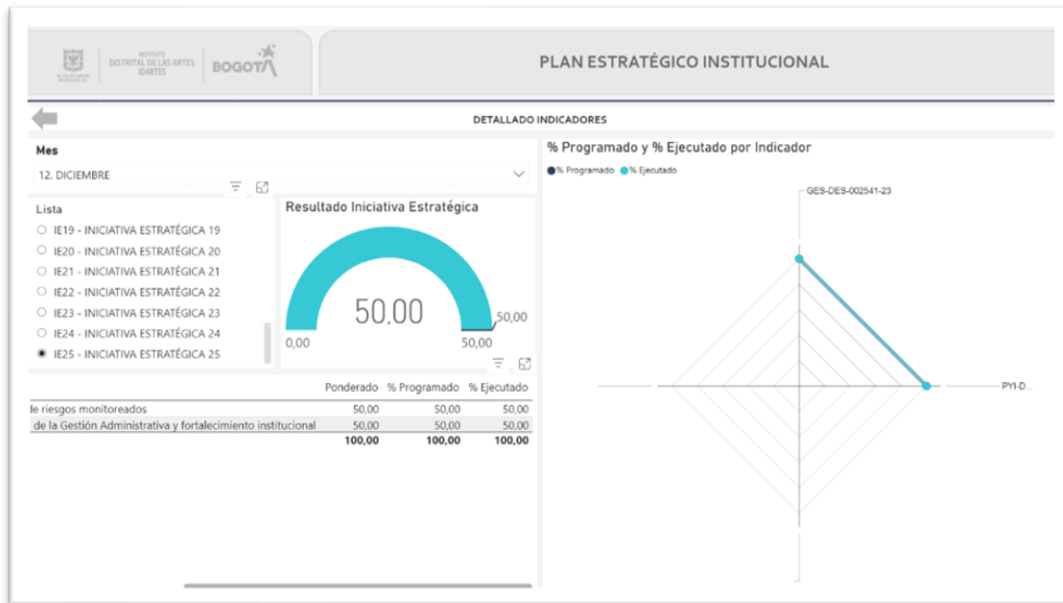 INSTITUTO
DISTRITAL DE LAS ARTES
IDARTES
BOGOTÁ
PLAN ESTRATÉGICO INSTITUCIONAL
DETALLADO INDICADORES
Mes
12. DICIEMBRE
Lista
IE19 - INICIATIVA ESTRATÉGICA 19
IE20 - INICIATIVA ESTRATÉGICA 20
IE21 - INICIATIVA ESTRATÉGICA 21
IE22 - INICIATIVA ESTRATÉGICA 22
IE23 - INICIATIVA ESTRATÉGICA 23
IE24 - INICIATIVA ESTRATÉGICA 24
IE25 - INICIATIVA ESTRATÉGICA 25
Resultado Iniciativa Estratégica
50,00
50,00
0,00
50,00
Ponderado % Programado % Ejecutado
de riesgos monitoreados 50,00 50,00 50,00
de la Gestión Administrativa y fortalecimiento institucional 50,00 50,00 50,00
100,00 100,00 100,00
% Programado y % Ejecutado por Indicador
% Programado % Ejecutado
GES-DES-002541-23
PYI-D...